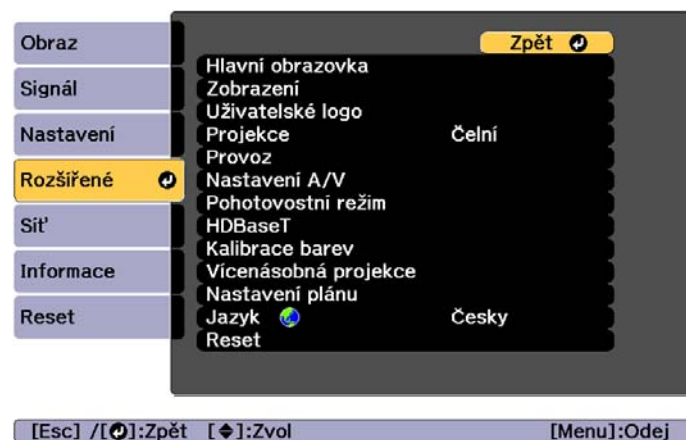 Obraz
Signál
Nastavení
Rozšířené
Síť
Informace
Reset
Zpět
Hlavní obrazovka
Zobrazení
Uživatelské logo
Projekce Čelní
Provoz
Nastavení A/V
Pohotovostní režim
HDBaseT
Kalibrace barev
Vícenásobná projekce
Nastavení plánu
Jazyk Česky
Reset
[Esc] /[]:Zpět []:Zvol [Menu]:Odej